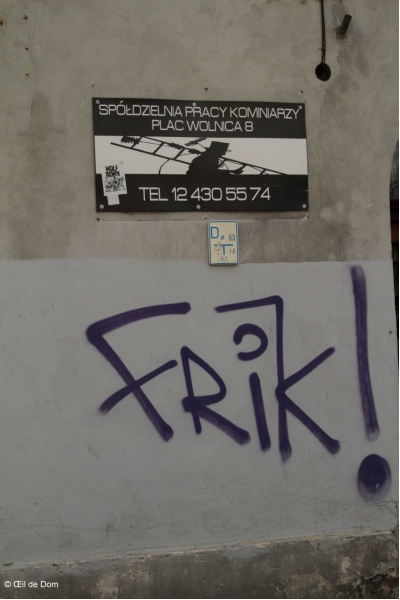 SPÓŁDZIELNIA PRACY KOMINIARZY
PLAC WOLNICA 8
TEL 12 430 55 74
D
T
FRiK!
© Œil de Dom